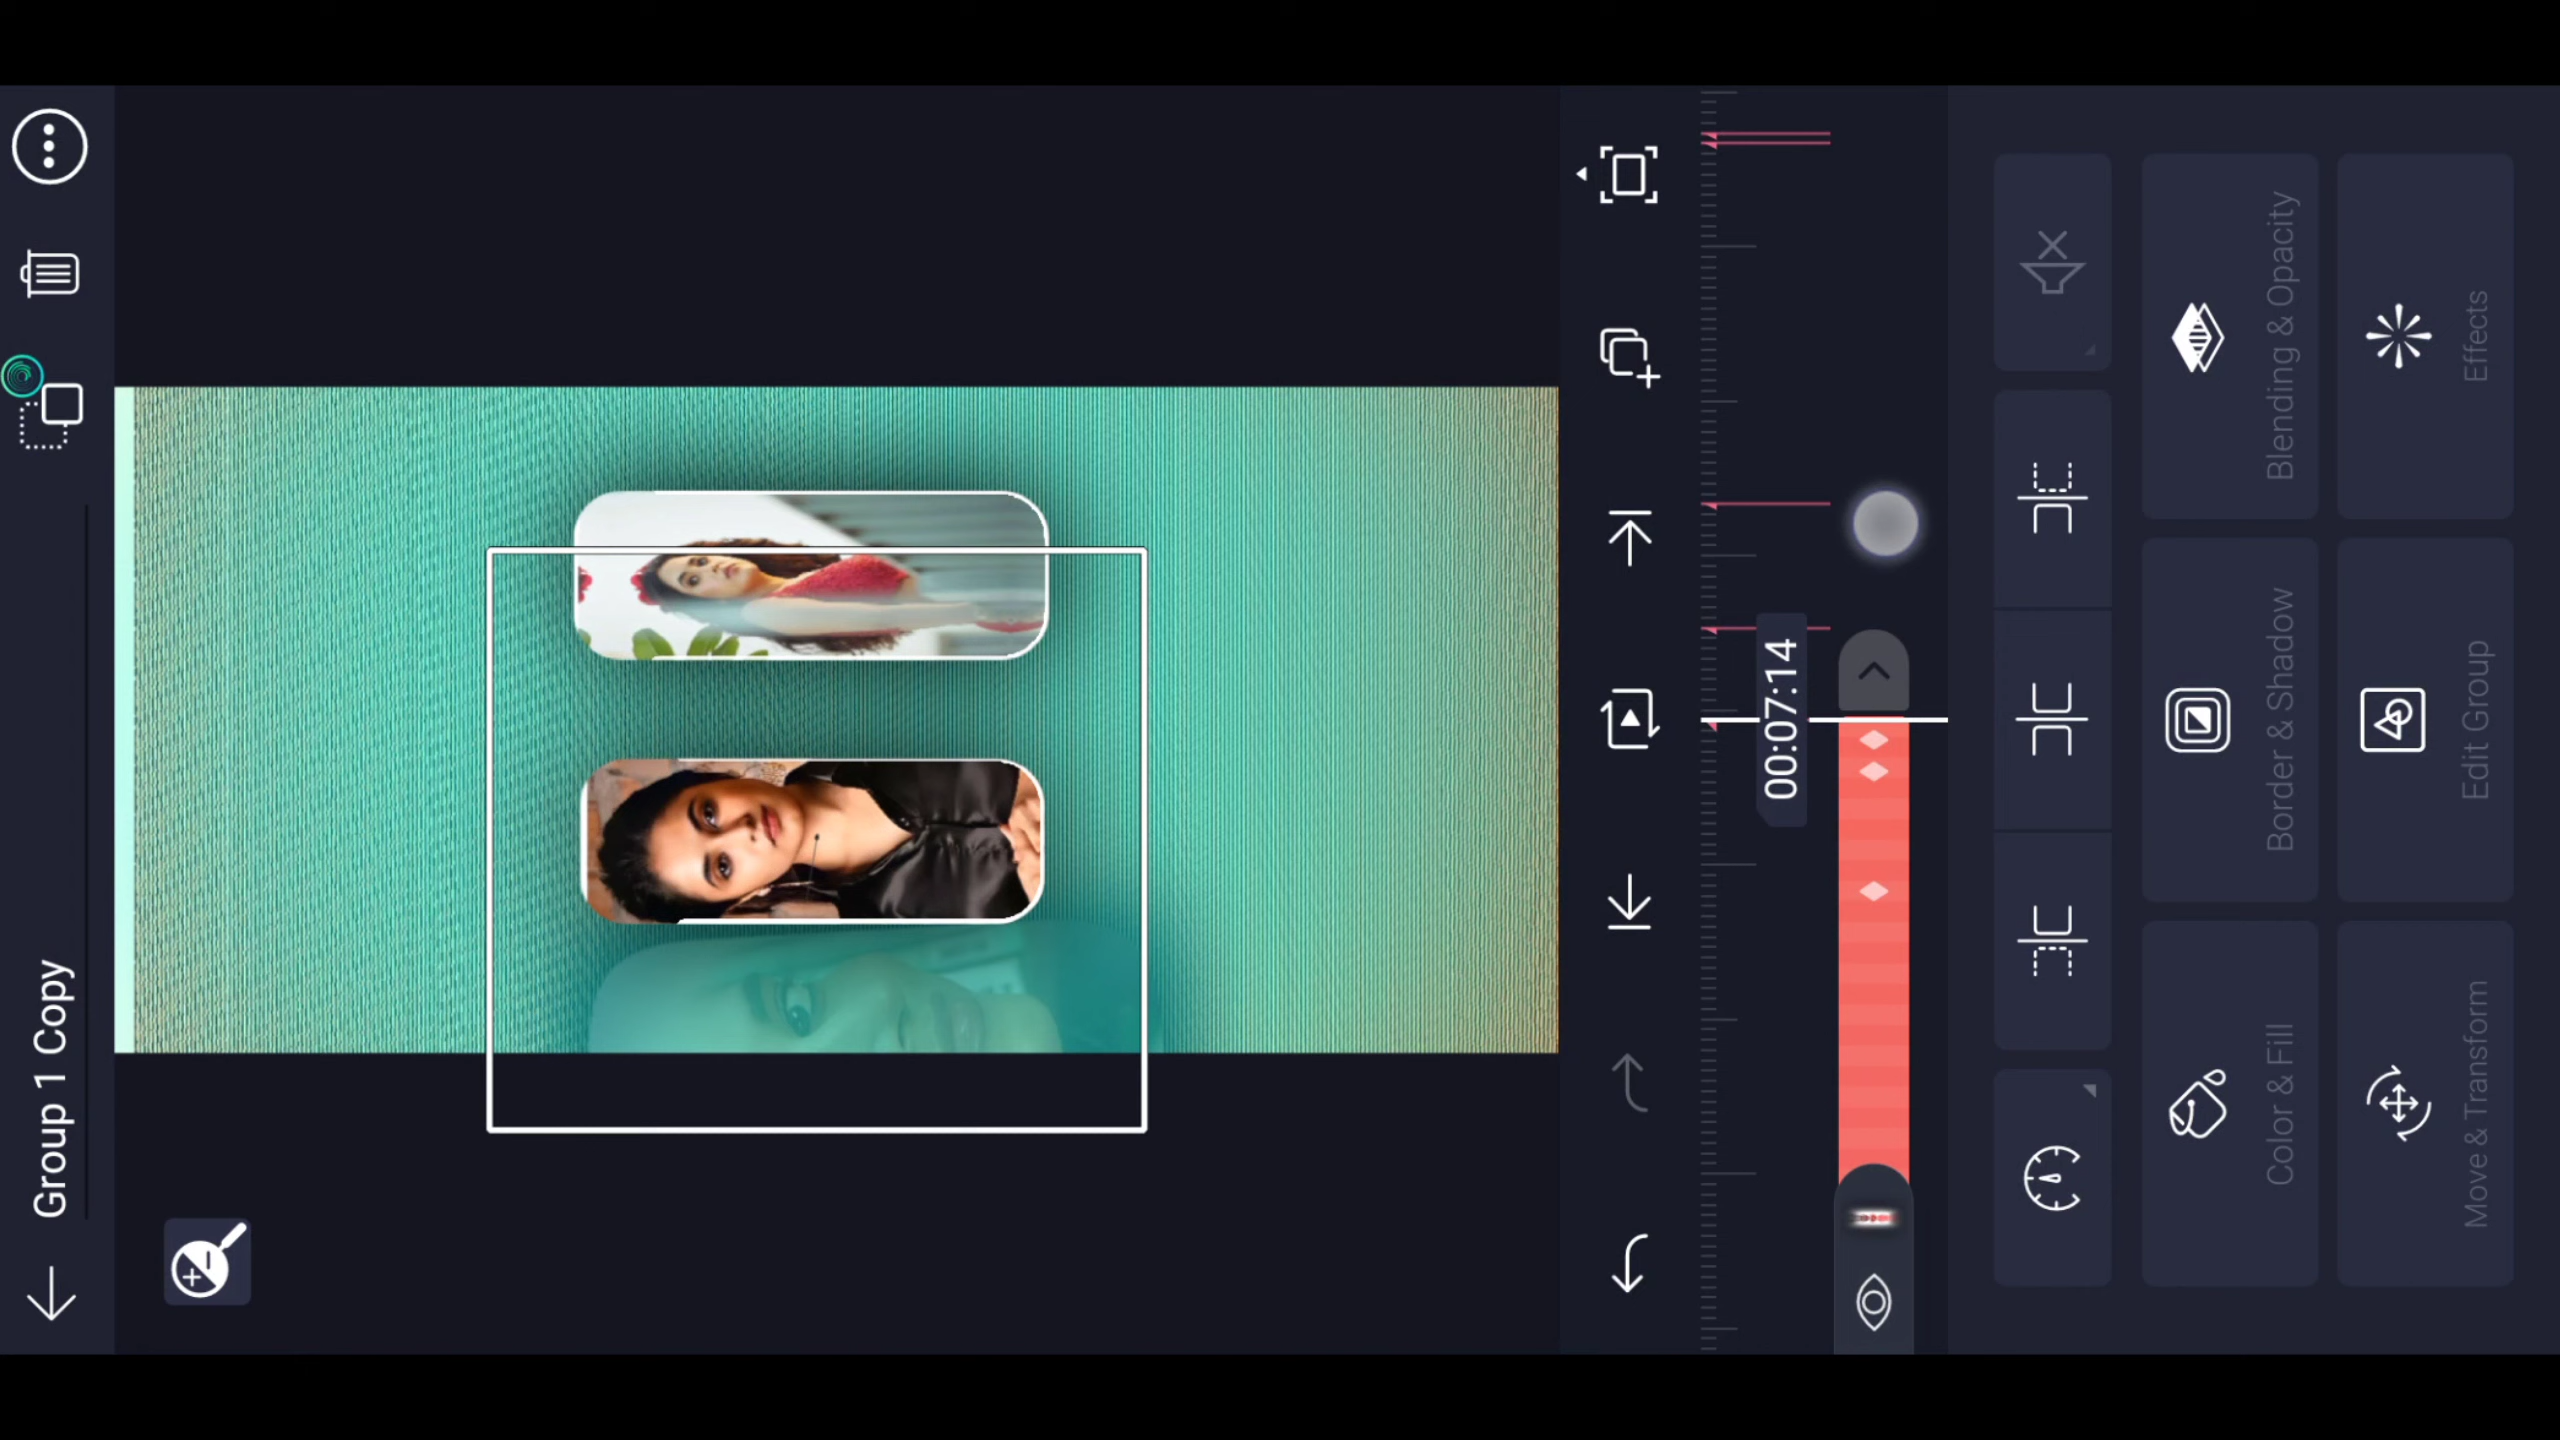 Group 1 Copy
00:07:14
Color & Fill
Border & Shadow
Blending & Opacity
Move & Transform
Edit Group
Effects